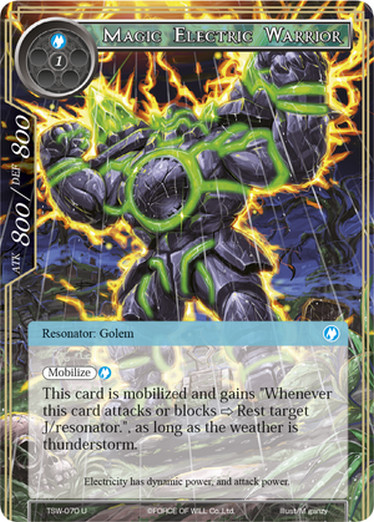 Magic Electric Warrior
1
ATK 800 / DEF 800
Resonator: Golem
Mobilize
This card is mobilized and gains "Whenever
this card attacks or blocks ⇨ Rest target
J/resonator.", as long as the weather is
thunderstorm.
Electricity has dynamic power, and attack power.
TSW-070 U ©FORCE OF WILL Co.,Ltd. Illust/M ganzy